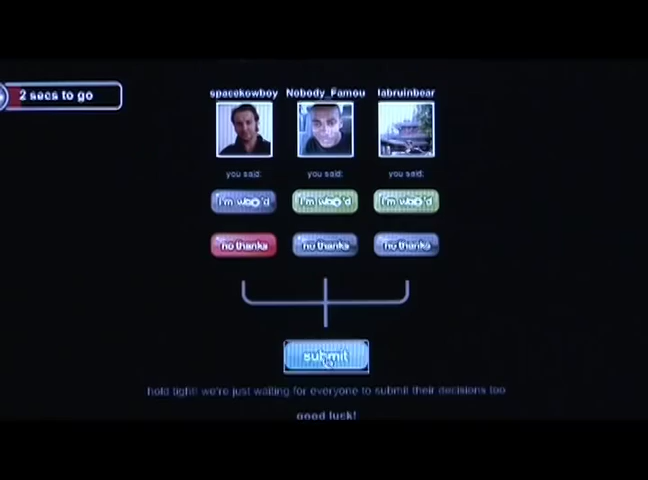 2 secs to go
spacekowboy Nobody_Famou labruinbear
you said: you said: you said:
i'm woo'd i'm woo'd i'm woo'd
no thanks no thanks no thanks
submit
hold tight! we're just waiting for everyone to submit their decisions too
good luck!